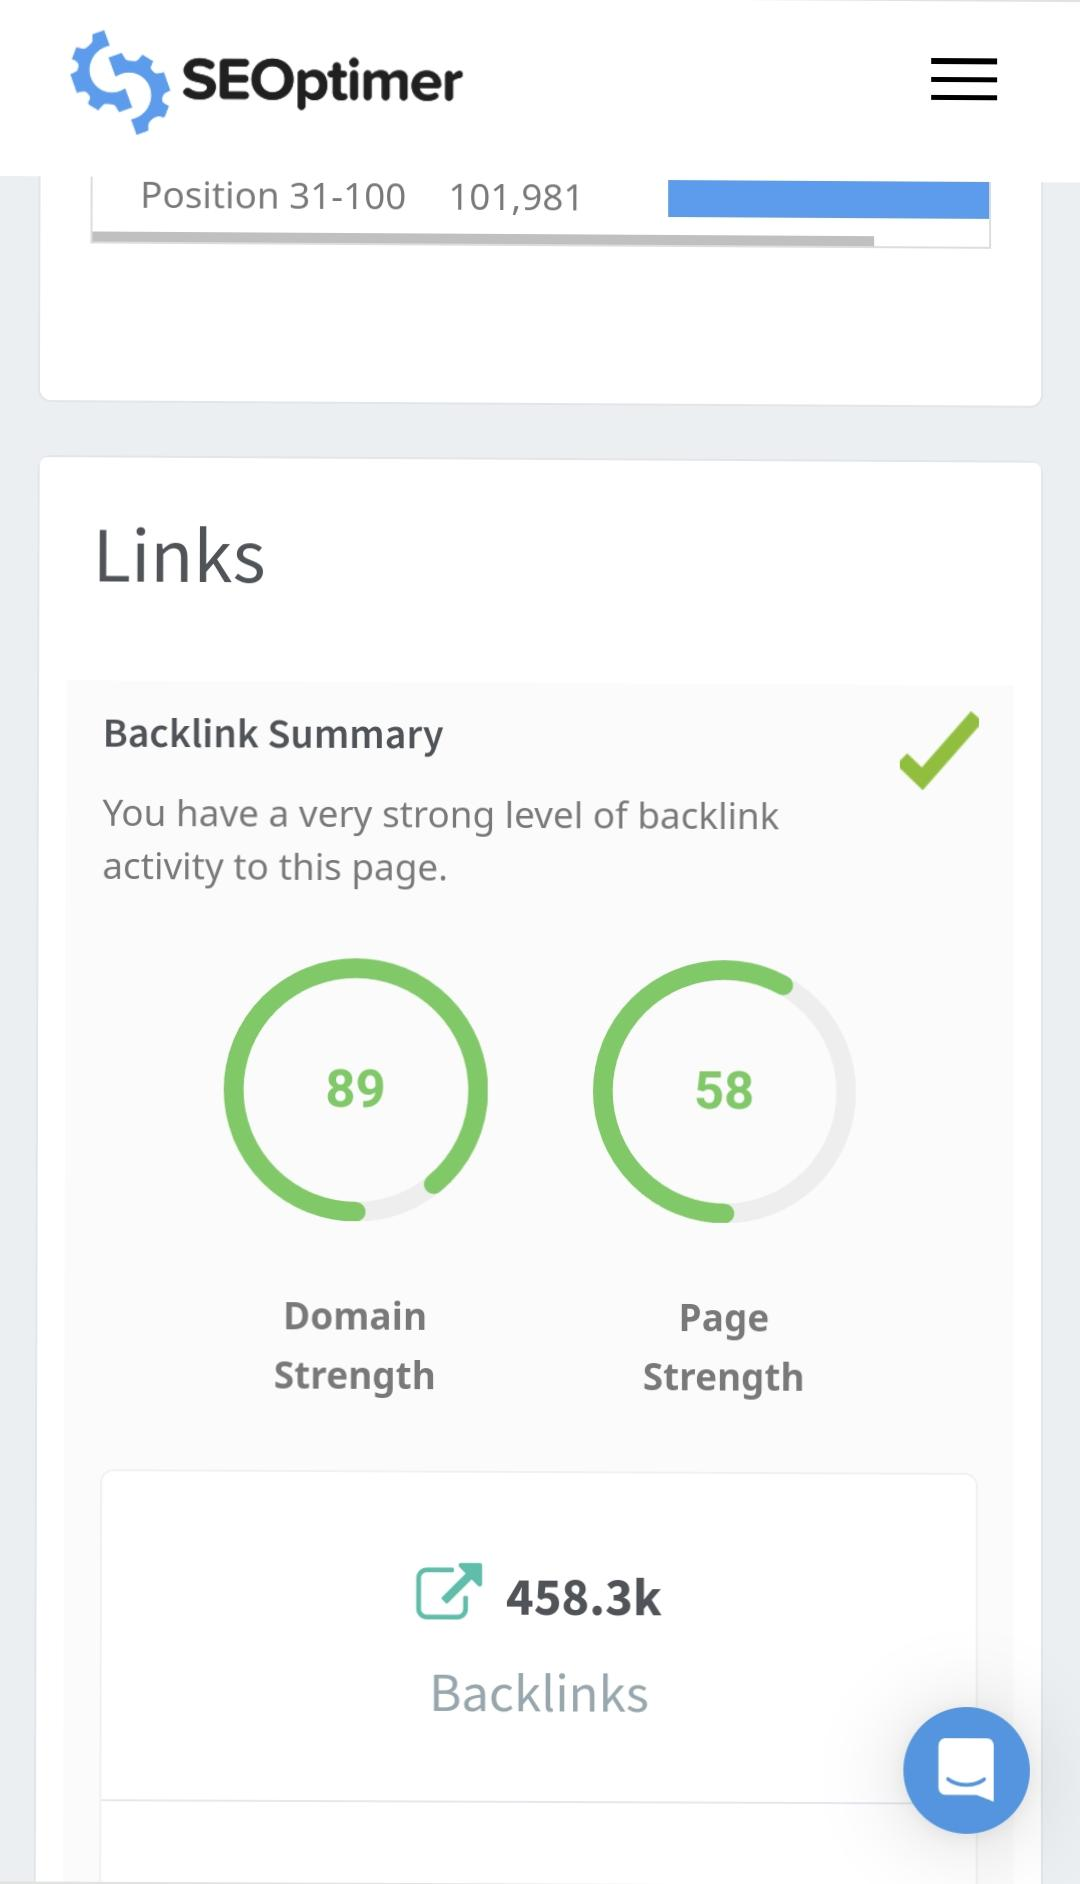 SEOptimer
Position 31-100 101,981
Links
Backlink Summary
You have a very strong level of backlink
activity to this page.
89 58
Domain Page
Strength Strength
458.3k
Backlinks